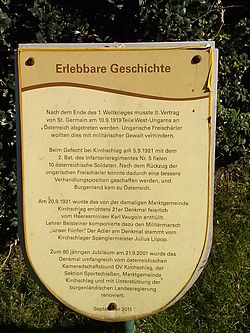 Erlebbare Geschichte
Nach dem Ende des 1. Weltkrieges musste lt. Vertrag
von St. Germain am 10.9.1919 Teile West-Ungarns an
Österreich abgetreten werden. Ungarische Freischärler
wollten dies mit militärischer Gewalt verhindern.
Beim Gefecht bei Kirchschlag am 5.9.1921 mit dem
2. Bat. des Infanterieregimentes Nr. 5 fielen
10 österreichische Soldaten. Nach dem Rückzug der
ungarischen Freischärler konnte dadurch eine bessere
Verhandlungsposition geschaffen werden, und
Burgenland kam zu Österreich.
Am 20.9.1931 wurde das von der damaligen Marktgemeinde
Kirchschlag errichtete 21er Denkmal feierlich
vom Heeresminister Karl Vaugoin enthüllt.
Lehrer Beisteiner komponierte dazu den Militärmarsch
„unser Fünfer“. Der Adler am Denkmal stammt vom
Kirchschlager Spenglermeister Julius Lilpop.
Zum 80 jährigen Jubiläum am 21.9.2001 wurde das
Denkmal umfangreich vom österreichischen
Kameradschaftsbund OV Kirchschlag, der
Sektion Sportschießen, Marktgemeinde
Kirchschlag und mit Unterstützung der
burgenländischen Landesregierung
renoviert.
September 2011